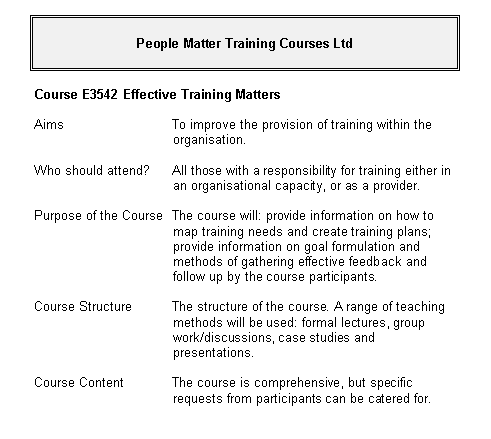 People Matter Training Courses Ltd
Course E3542 Effective Training Matters
Aims To improve the provision of training within the
organisation.
Who should attend? All those with a responsibility for training either in
an organisational capacity, or as a provider.
Purpose of the Course The course will: provide information on how to
map training needs and create training plans;
provide information on goal formulation and
methods of gathering effective feedback and
follow up by the course participants.
Course Structure The structure of the course. A range of teaching
methods will be used: formal lectures, group
work/discussions, case studies and
presentations.
Course Content The course is comprehensive, but specific
requests from participants can be catered for.